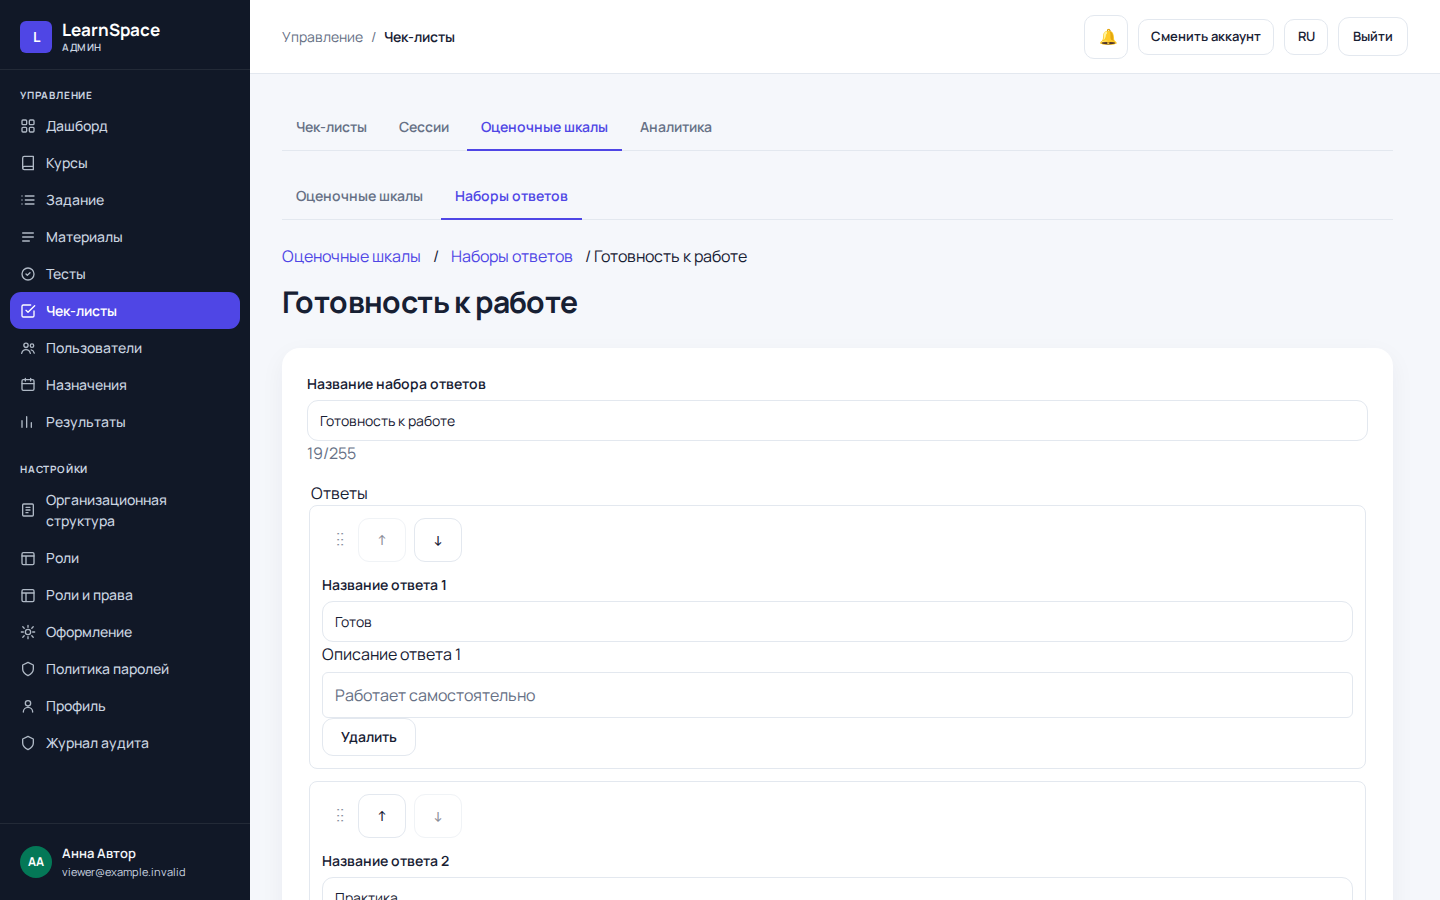 L
LearnSpace
АДМИН
УПРАВЛЕНИЕ
Дашборд
Курсы
Задание
Материалы
Тесты
Чек-листы
Пользователи
Назначения
Результаты
НАСТРОЙКИ
Организационная
структура
Роли
Роли и права
Оформление
Политика паролей
Профиль
Журнал аудита
АА
Анна Автор
viewer@example.invalid
Управление / Чек-листы
Сменить аккаунт
RU
Выйти
Чек-листы Сессии Оценочные шкалы Аналитика
Оценочные шкалы Наборы ответов
Оценочные шкалы / Наборы ответов / Готовность к работе
Готовность к работе
Название набора ответов
Готовность к работе
19/255
Ответы
↑ ↓
Название ответа 1
Готов
Описание ответа 1
Работает самостоятельно
Удалить
↑ ↓
Название ответа 2
Практика